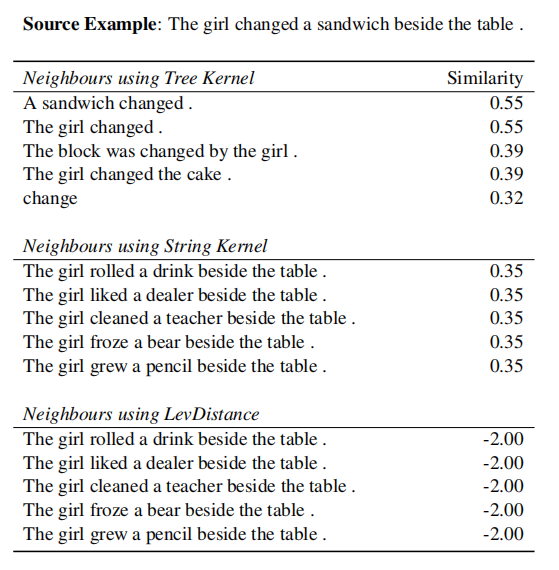 Source Example: The girl changed a sandwich beside the table .
Neighbours using Tree Kernel Similarity
A sandwich changed . 0.55
The girl changed . 0.55
The block was changed by the girl . 0.39
The girl changed the cake . 0.39
change 0.32
Neighbours using String Kernel
The girl rolled a drink beside the table . 0.35
The girl liked a dealer beside the table . 0.35
The girl cleaned a teacher beside the table . 0.35
The girl froze a bear beside the table . 0.35
The girl grew a pencil beside the table . 0.35
Neighbours using LevDistance
The girl rolled a drink beside the table . -2.00
The girl liked a dealer beside the table . -2.00
The girl cleaned a teacher beside the table . -2.00
The girl froze a bear beside the table . -2.00
The girl grew a pencil beside the table . -2.00